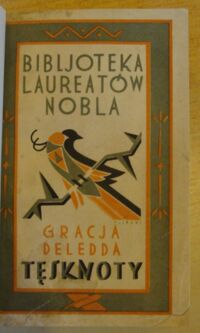 BIBLJOTEKA
LAUREATÓW
NOBLA
GRACJA
DELEDDA
TĘSKNOTY